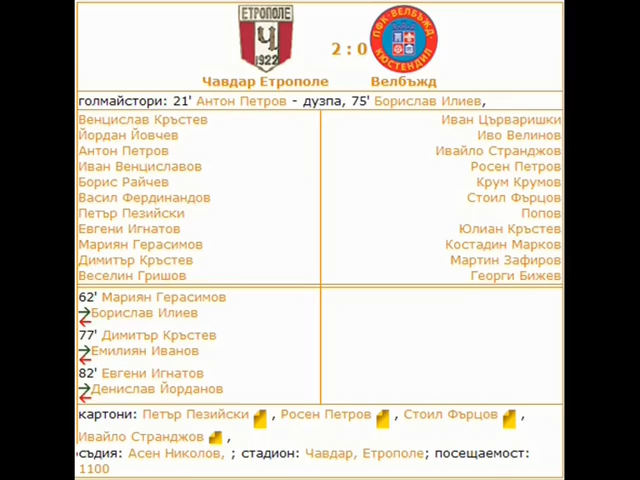 ЕТРОПОЛЕ
Ч
1922
ПФК • ВЕЛБЪЖД •
КЮСТЕНДИЛ
2 : 0
Чавдар Етрополе
Велбъжд
голмайстори: 21' Антон Петров - дузпа, 75' Борислав Илиев,
Венцислав Кръстев Иван Църваришки
Йордан Йовчев Иво Велинов
Антон Петров Ивайло Странджов
Иван Венциславов Росен Петров
Борис Райчев Крум Крумов
Васил Фердинандов Стоил Фърцов
Петър Пезийски Попов
Евгени Игнатов Юлиан Кръстев
Мариян Герасимов Костадин Марков
Димитър Кръстев Мартин Зафиров
Веселин Гришов Георги Бижев
62' Мариян Герасимов
Борислав Илиев
77' Димитър Кръстев
Емилиян Иванов
82' Евгени Игнатов
Денислав Йорданов
картони: Петър Пезийски , Росен Петров , Стоил Фърцов ,
Ивайло Странджов ,
съдия: Асен Николов, ; стадион: Чавдар, Етрополе; посещаемост:
1100